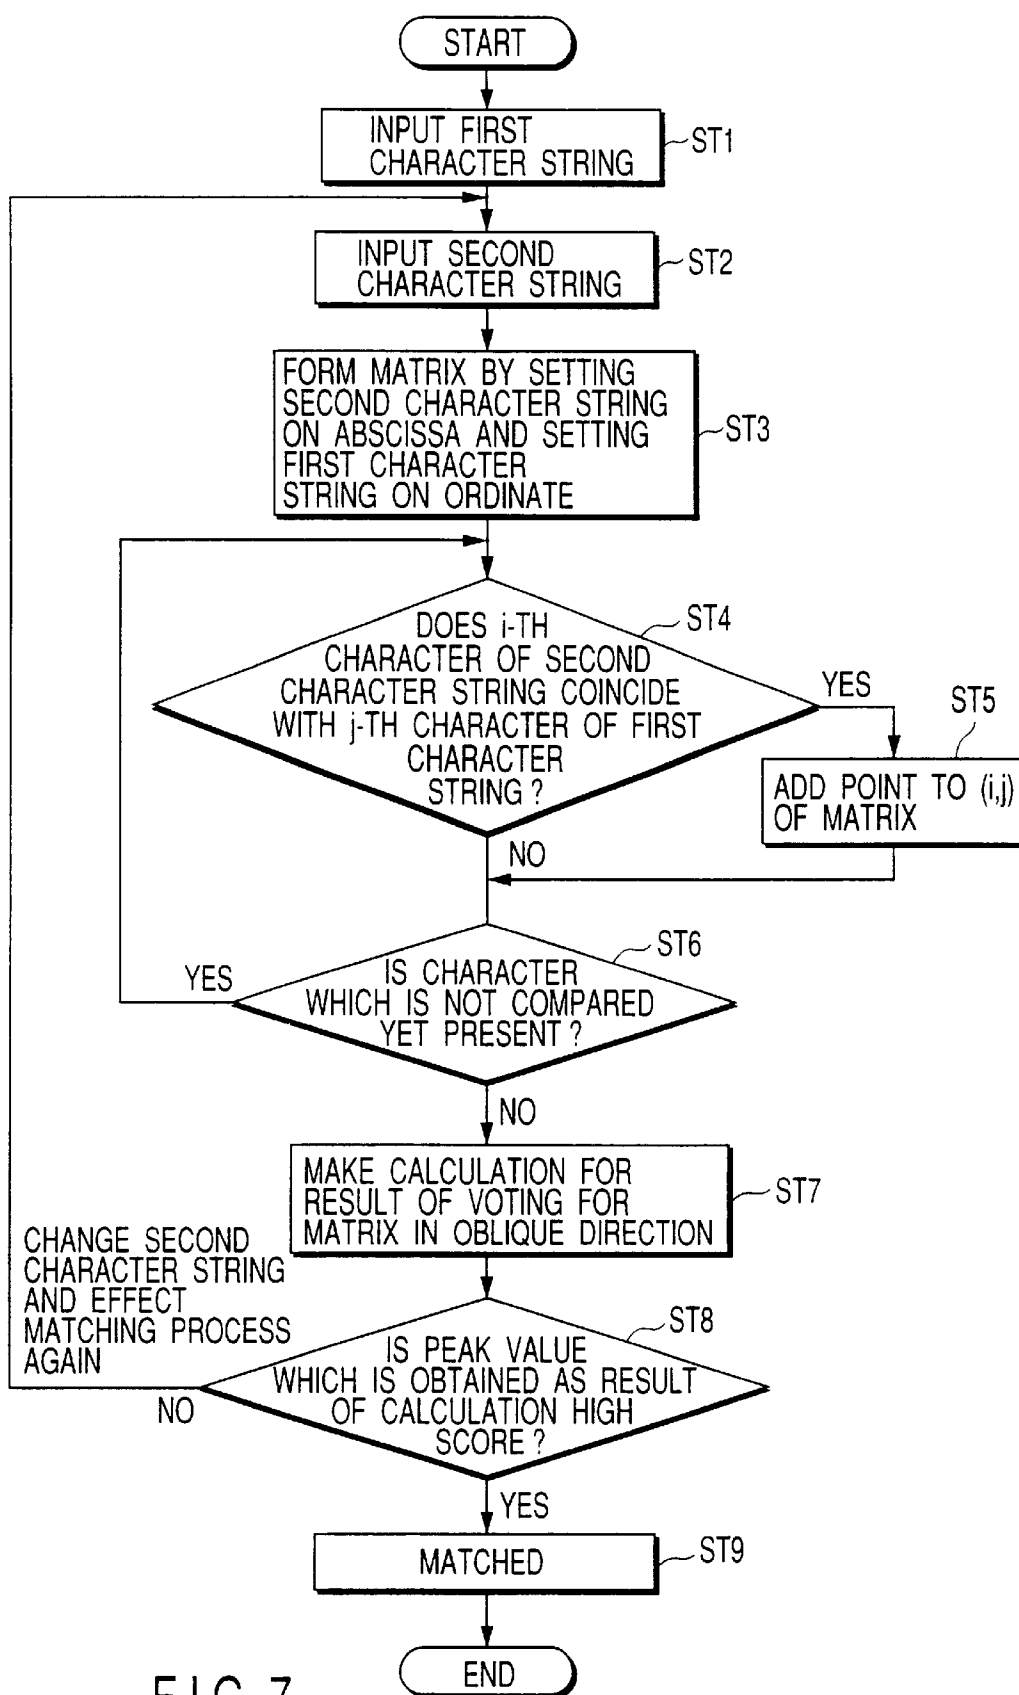 START
INPUT FIRST
CHARACTER STRING
ST1
INPUT SECOND
CHARACTER STRING
ST2
FORM MATRIX BY SETTING
SECOND CHARACTER STRING
ON ABSCISSA AND SETTING
FIRST CHARACTER
STRING ON ORDINATE
ST3
DOES i-TH
CHARACTER OF SECOND
CHARACTER STRING COINCIDE
WITH j-TH CHARACTER OF FIRST
CHARACTER
STRING ?
ST4
YES
ST5
ADD POINT TO (i,j)
OF MATRIX
NO
IS CHARACTER
WHICH IS NOT COMPARED
YET PRESENT ?
ST6
YES
NO
MAKE CALCULATION FOR
RESULT OF VOTING FOR
MATRIX IN OBLIQUE DIRECTION
ST7
CHANGE SECOND
CHARACTER STRING
AND EFFECT
MATCHING PROCESS
AGAIN
IS PEAK VALUE
WHICH IS OBTAINED AS RESULT
OF CALCULATION HIGH
SCORE ?
ST8
NO
YES
MATCHED
ST9
END
FIG. 7